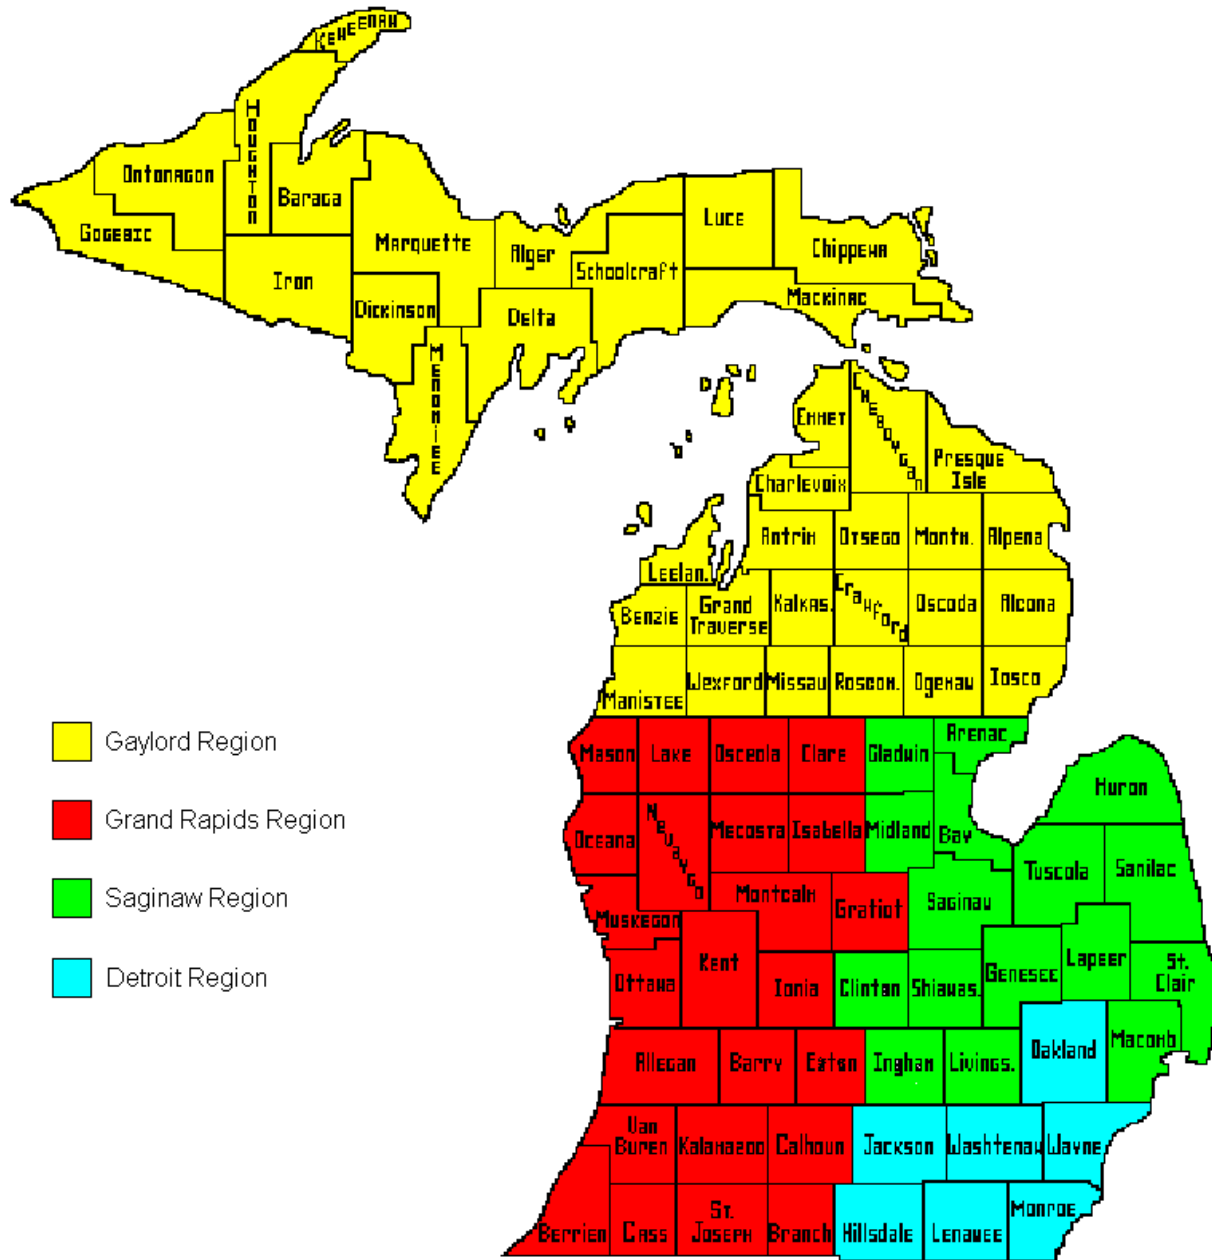 Keweenaw
Houghton
Ontonagon
Baraga
Gogebic
Marquette
Alger
Luce
Chippewa
Schoolcraft
Iron
Dickinson
Mackinac
Delta
Menomiee
Emmet
Cheboygan
Presque
Isle
Charlevoix
Antrim
Otsego
Montm.
Alpena
Leelan.
Benzie
Grand
Traverse
Kalkas.
Crawford
Oscoda
Alcona
Manistee
Wexford
Missau
Roscom.
Ogemaw
Iosco
Gaylord Region
Grand Rapids Region
Saginaw Region
Detroit Region
Mason
Lake
Osceola
Clare
Gladwin
Arenac
Huron
Oceana
Newaygo
Mecosta
Isabella
Midland
Bay
Tuscola
Sanilac
Muskegon
Montcalm
Gratiot
Saginaw
Ottawa
Kent
Ionia
Clinton
Shiawas.
Genesee
Lapeer
St.
Clair
Allegan
Barry
Eaton
Ingham
Livings.
Oakland
Macomb
Van
Buren
Kalamazoo
Calhoun
Jackson
Washtenaw
Wayne
Berrien
Cass
St.
Joseph
Branch
Hillsdale
Lenawee
Monroe